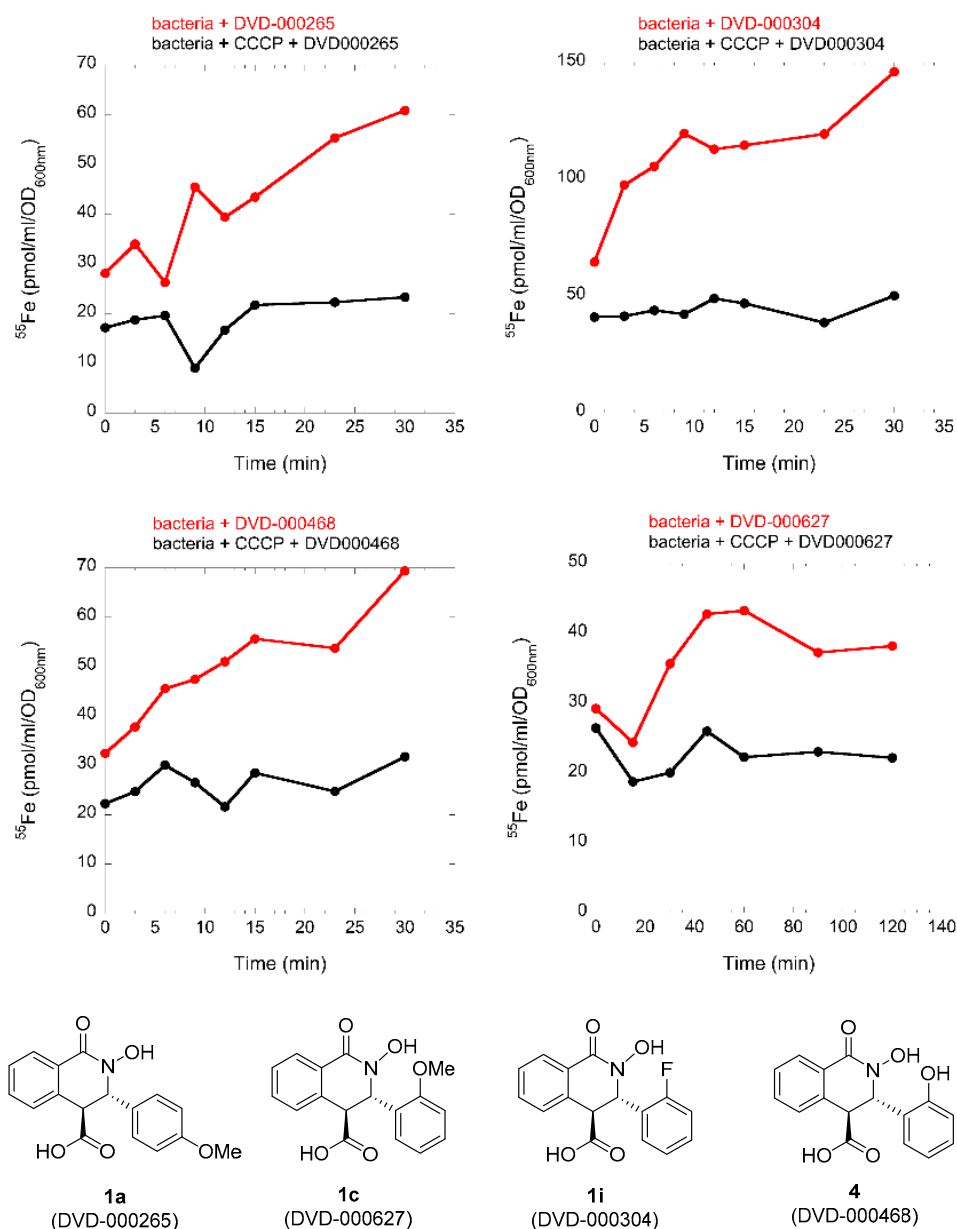 bacteria + DVD-000265
bacteria + CCCP + DVD000265
70
60
50
40
30
20
10
0
⁵⁵Fe (pmol/ml/OD₆₀₀ₙₘ)
0 5 10 15 20 25 30 35
Time (min)
bacteria + DVD-000304
bacteria + CCCP + DVD000304
150
100
50
0
⁵⁵Fe (pmol/ml/OD₆₀₀ₙₘ)
0 5 10 15 20 25 30 35
Time (min)
bacteria + DVD-000468
bacteria + CCCP + DVD000468
70
60
50
40
30
20
10
0
⁵⁵Fe (pmol/ml/OD₆₀₀ₙₘ)
0 5 10 15 20 25 30 35
Time (min)
bacteria + DVD-000627
bacteria + CCCP + DVD000627
50
40
30
20
10
0
⁵⁵Fe (pmol/ml/OD₆₀₀ₙₘ)
0 20 40 60 80 100 120 140
Time (min)
O
N
OH
HO
O
OMe
1a
(DVD-000265)
O
N
OH
OMe
HO
O
1c
(DVD-000627)
O
N
OH
F
HO
O
1i
(DVD-000304)
O
N
OH
OH
HO
O
4
(DVD-000468)